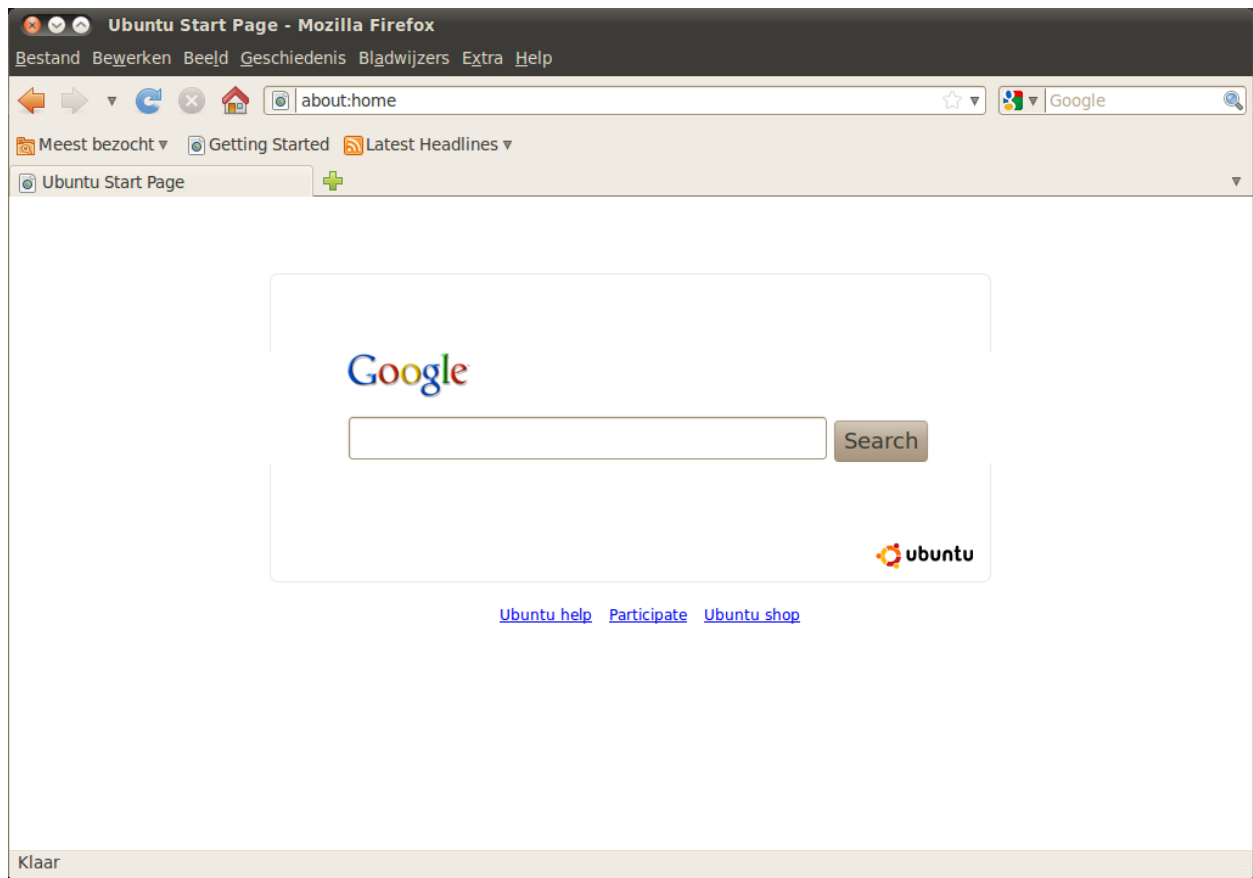 Ubuntu Start Page - Mozilla Firefox
Bestand Bewerken Beeld Geschiedenis Bladwijzers Extra Help
about:home Google
Meest bezocht Getting Started Latest Headlines
Ubuntu Start Page
Google
Search
ubuntu
Ubuntu help Participate Ubuntu shop
Klaar